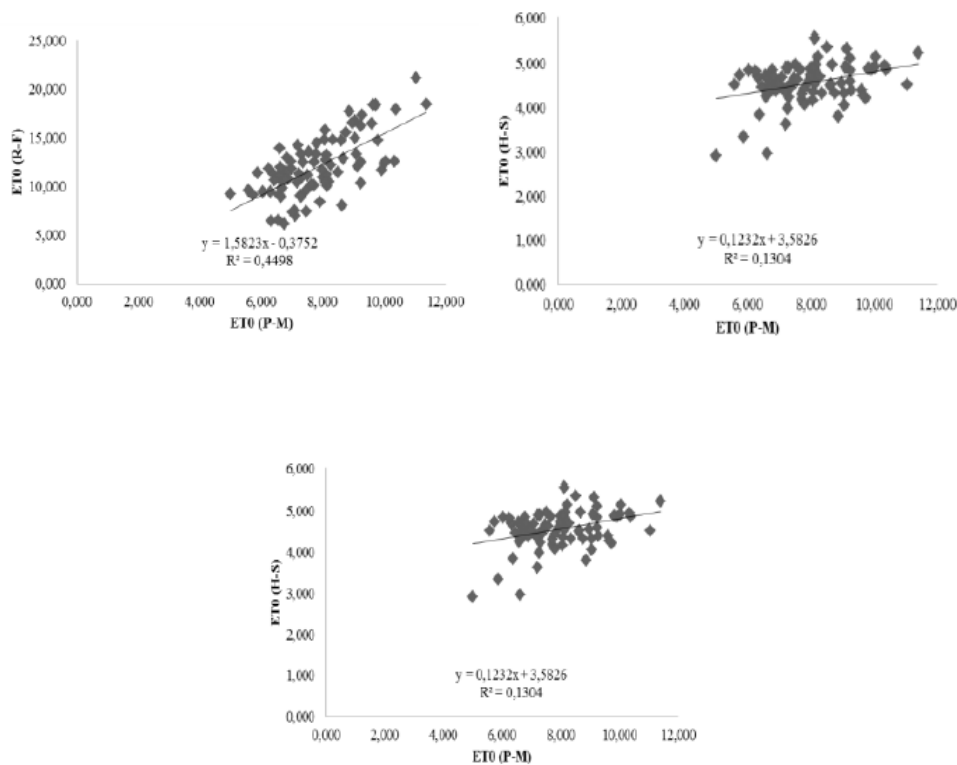 25,000
20,000
15,000
10,000
5,000
0,000
ET0 (R-F)
y = 1,5823x - 0,3752
R² = 0,4498
0,000 2,000 4,000 6,000 8,000 10,000 12,000
ET0 (P-M)
6,000
5,000
4,000
3,000
2,000
1,000
0,000
ET0 (H-S)
y = 0,1232x + 3,5826
R² = 0,1304
0,000 2,000 4,000 6,000 8,000 10,000 12,000
ET0 (P-M)
6,000
5,000
4,000
3,000
2,000
1,000
0,000
ET0 (H-S)
y = 0,1232x + 3,5826
R² = 0,1304
0,000 2,000 4,000 6,000 8,000 10,000 12,000
ET0 (P-M)